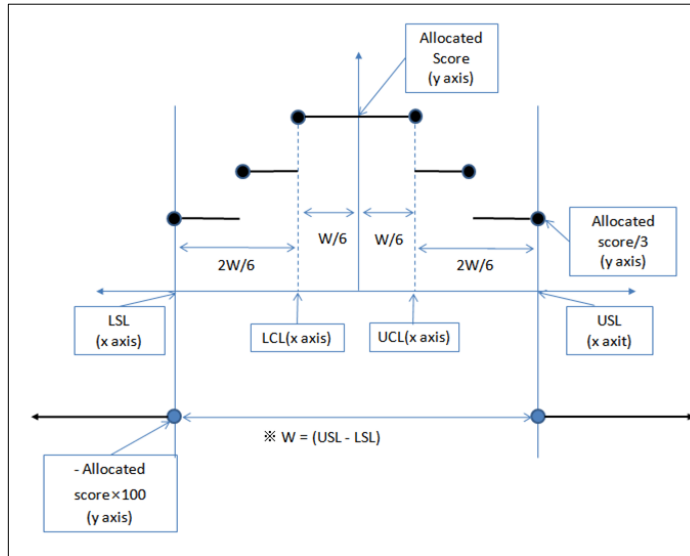 Allocated
Score
(y axis)
W/6
W/6
2W/6
2W/6
Allocated
score/3
(y axis)
LSL
(x axis)
LCL(x axis)
UCL(x axis)
USL
(x axit)
※ W = (USL - LSL)
- Allocated
score×100
(y axis)